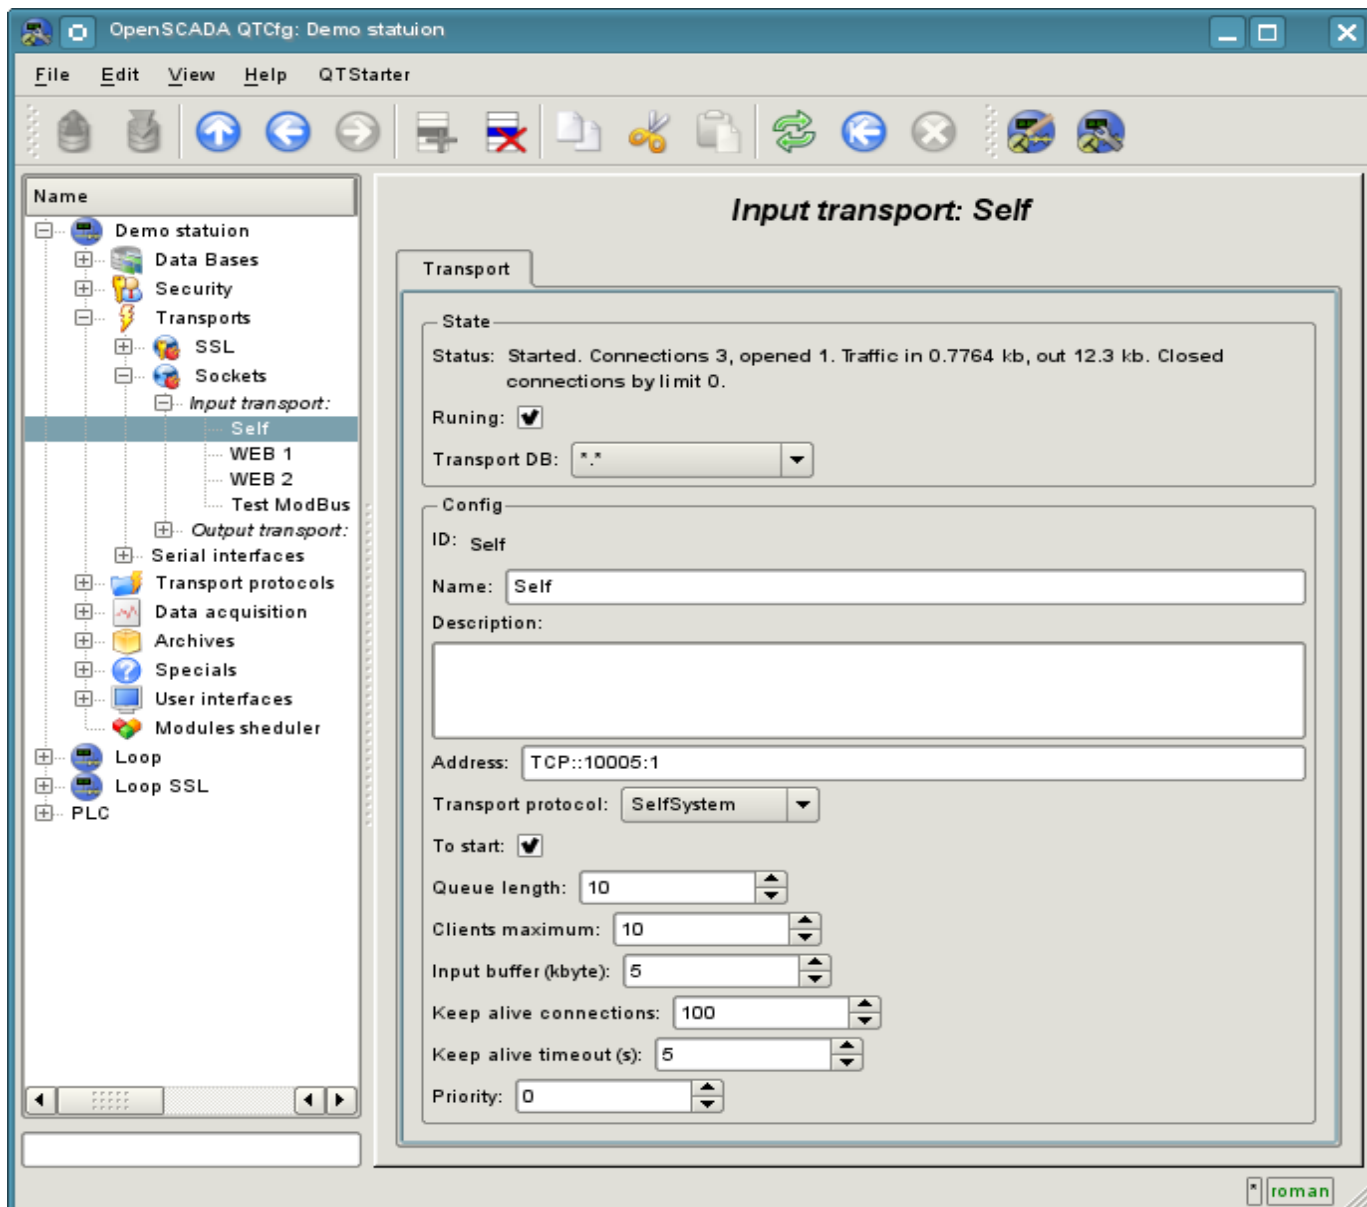 OpenSCADA QTCfg: Demo statuion
File Edit View Help QTStarter
Name
Demo statuion
Data Bases
Security
Transports
SSL
Sockets
Input transport:
Self
WEB 1
WEB 2
Test ModBus
Output transport:
Serial interfaces
Transport protocols
Data acquisition
Archives
Specials
User interfaces
Modules sheduler
Loop
Loop SSL
PLC
Input transport: Self
Transport
State
Status: Started. Connections 3, opened 1. Traffic in 0.7764 kb, out 12.3 kb. Closed
connections by limit 0.
Runing:
Transport DB: *.*
Config
ID: Self
Name: Self
Description:
Address: TCP::10005:1
Transport protocol: SelfSystem
To start:
Queue length: 10
Clients maximum: 10
Input buffer (kbyte): 5
Keep alive connections: 100
Keep alive timeout (s): 5
Priority: 0
* roman